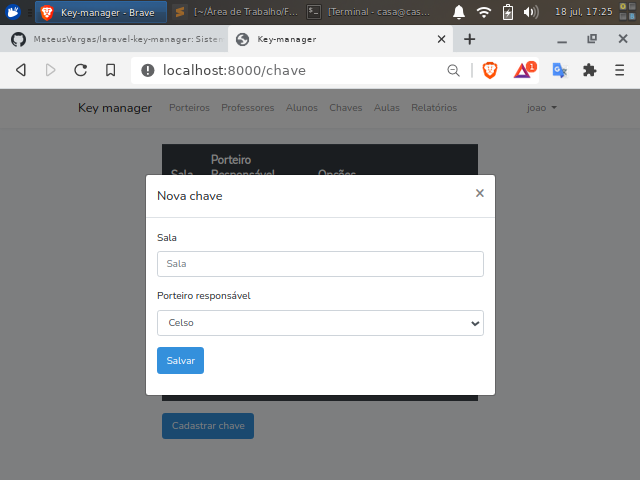 Key-manager - Brave
[~/Área de Trabalho/F...
[Terminal - casa@cas...
18 jul, 17:25
MateusVargas/laravel-key-manager: Sistem
Key-manager
localhost:8000/chave
1
Key manager
Porteiros
Professores
Alunos
Chaves
Aulas
Relatórios
joao
Porteiro
Sala
Responsável
Opções
Nova chave
×
Sala
Sala
Porteiro responsável
Celso
Salvar
Cadastrar chave